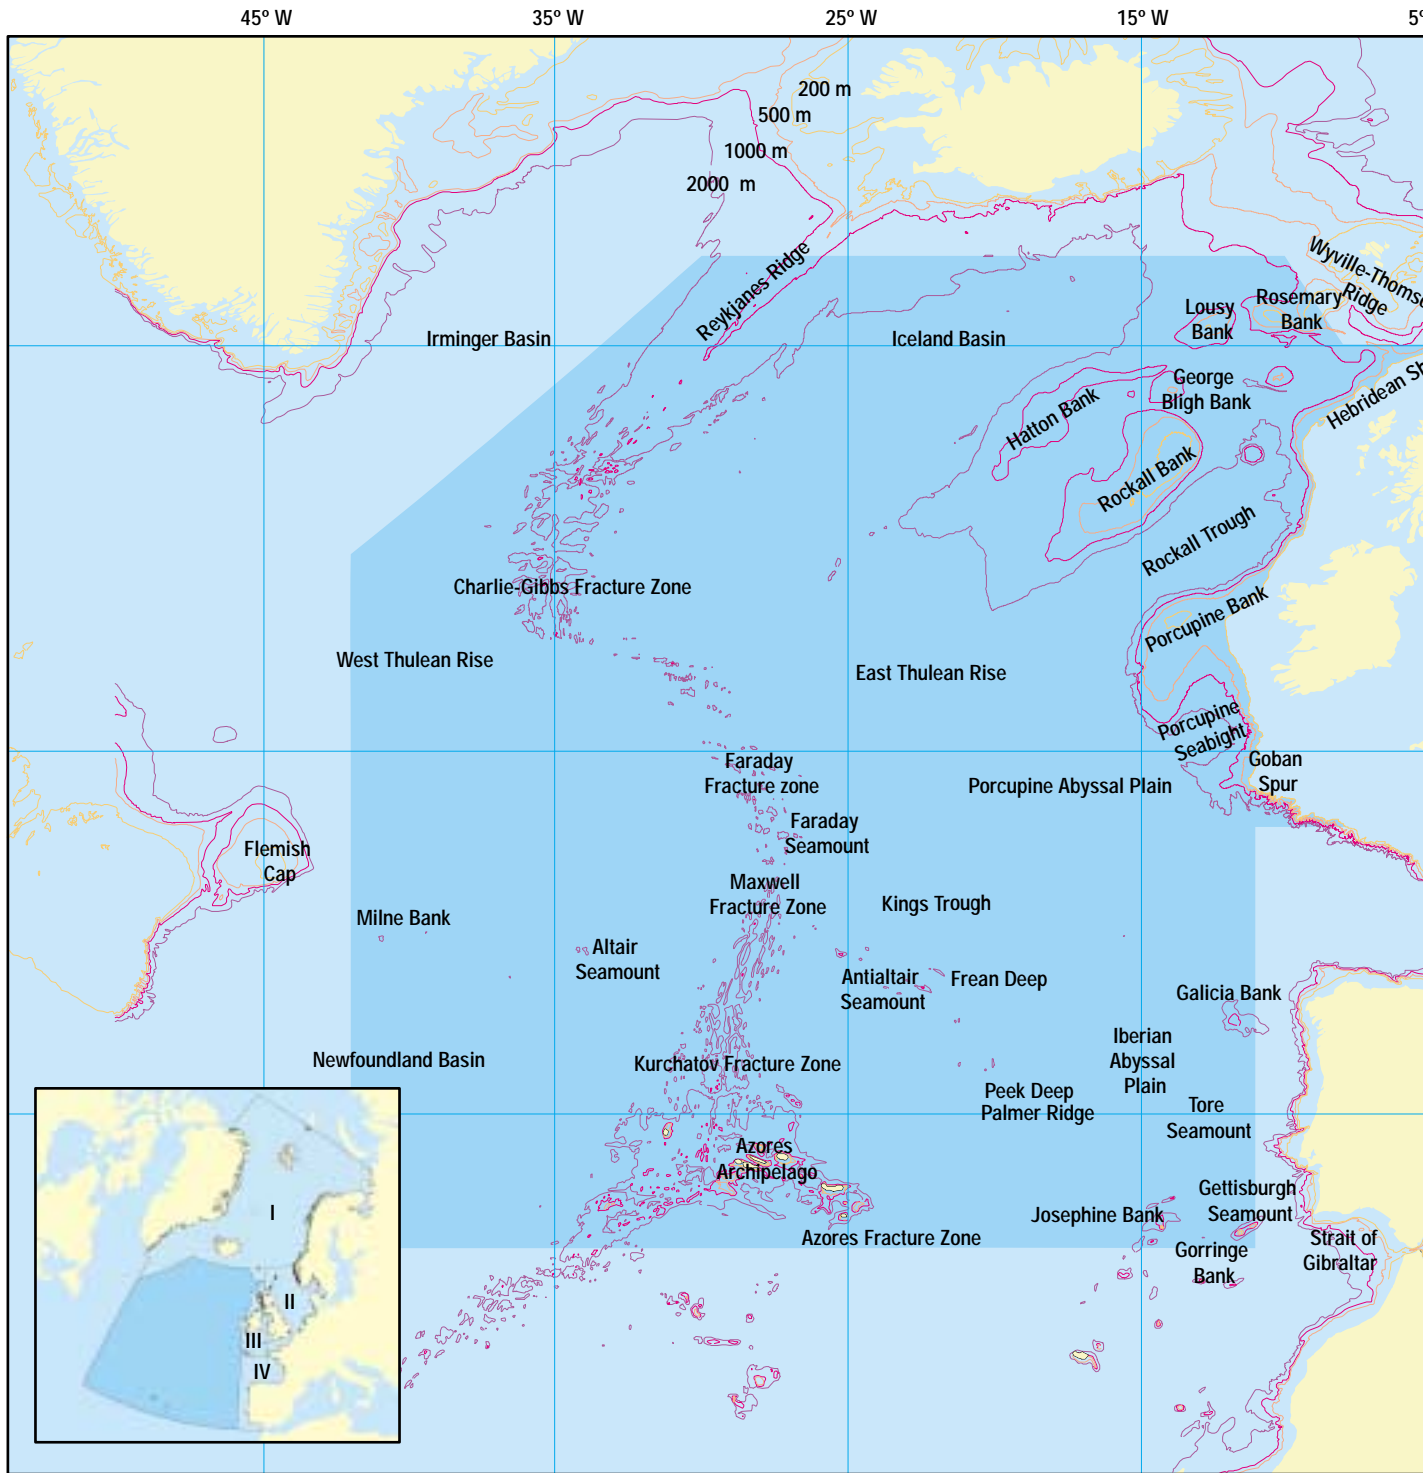 45° W
35° W
25° W
15° W
5°
200 m
500 m
1000 m
2000 m
Reykjanes Ridge
Wyville-Thomso
Ridge
Irminger Basin
Iceland Basin
Lousy
Bank
Rosemary
Bank
George
Bligh Bank
Hebridean Sh
Hatton Bank
Rockall Bank
Rockall Trough
Charlie-Gibbs Fracture Zone
Porcupine Bank
West Thulean Rise
East Thulean Rise
Porcupine
Seabight
Faraday
Fracture zone
Porcupine Abyssal Plain
Goban
Spur
Faraday
Seamount
Flemish
Cap
Maxwell
Fracture Zone
Kings Trough
Milne Bank
Altair
Seamount
Antialtair
Seamount
Frean Deep
Galicia Bank
Iberian
Abyssal
Plain
Newfoundland Basin
Kurchatov Fracture Zone
Peek Deep
Palmer Ridge
Tore
Seamount
Azores
Archipelago
Gettisburgh
Seamount
Josephine Bank
Azores Fracture Zone
Gorringe
Bank
Strait of
Gibraltar
I
II
III
IV